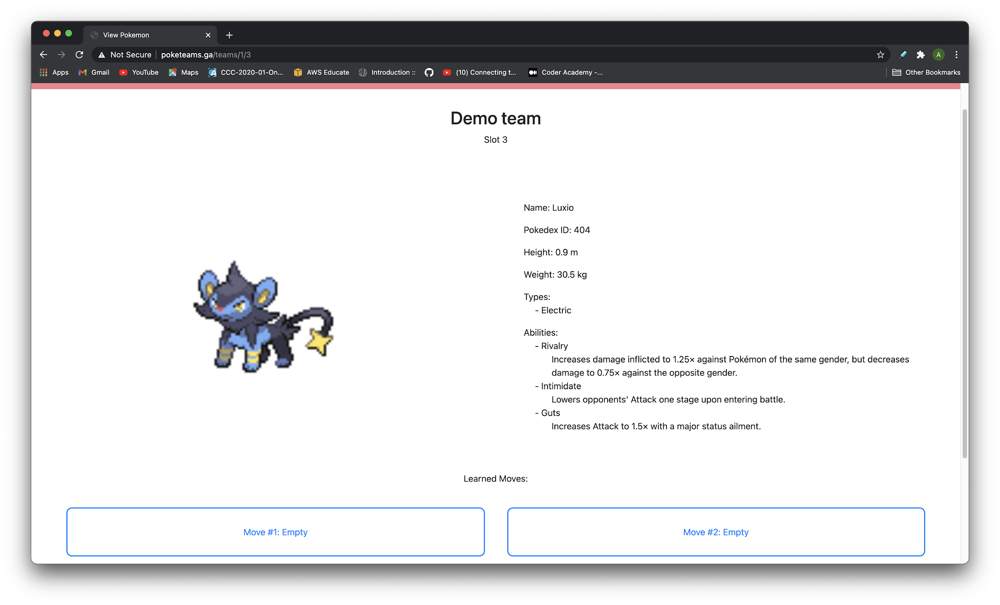 View Pokemon
Not Secure poketeams.ga/teams/1/3
A
Apps Gmail YouTube Maps CCC-2020-01-On... AWS Educate Introduction :: (10) Connecting t... Coder Academy -... Other Bookmarks
Demo team
Slot 3
Name: Luxio
Pokedex ID: 404
Height: 0.9 m
Weight: 30.5 kg
Types:
- Electric
Abilities:
- Rivalry
Increases damage inflicted to 1.25× against Pokémon of the same gender, but decreases
damage to 0.75× against the opposite gender.
- Intimidate
Lowers opponents' Attack one stage upon entering battle.
- Guts
Increases Attack to 1.5× with a major status ailment.
Learned Moves:
Move #1: Empty
Move #2: Empty